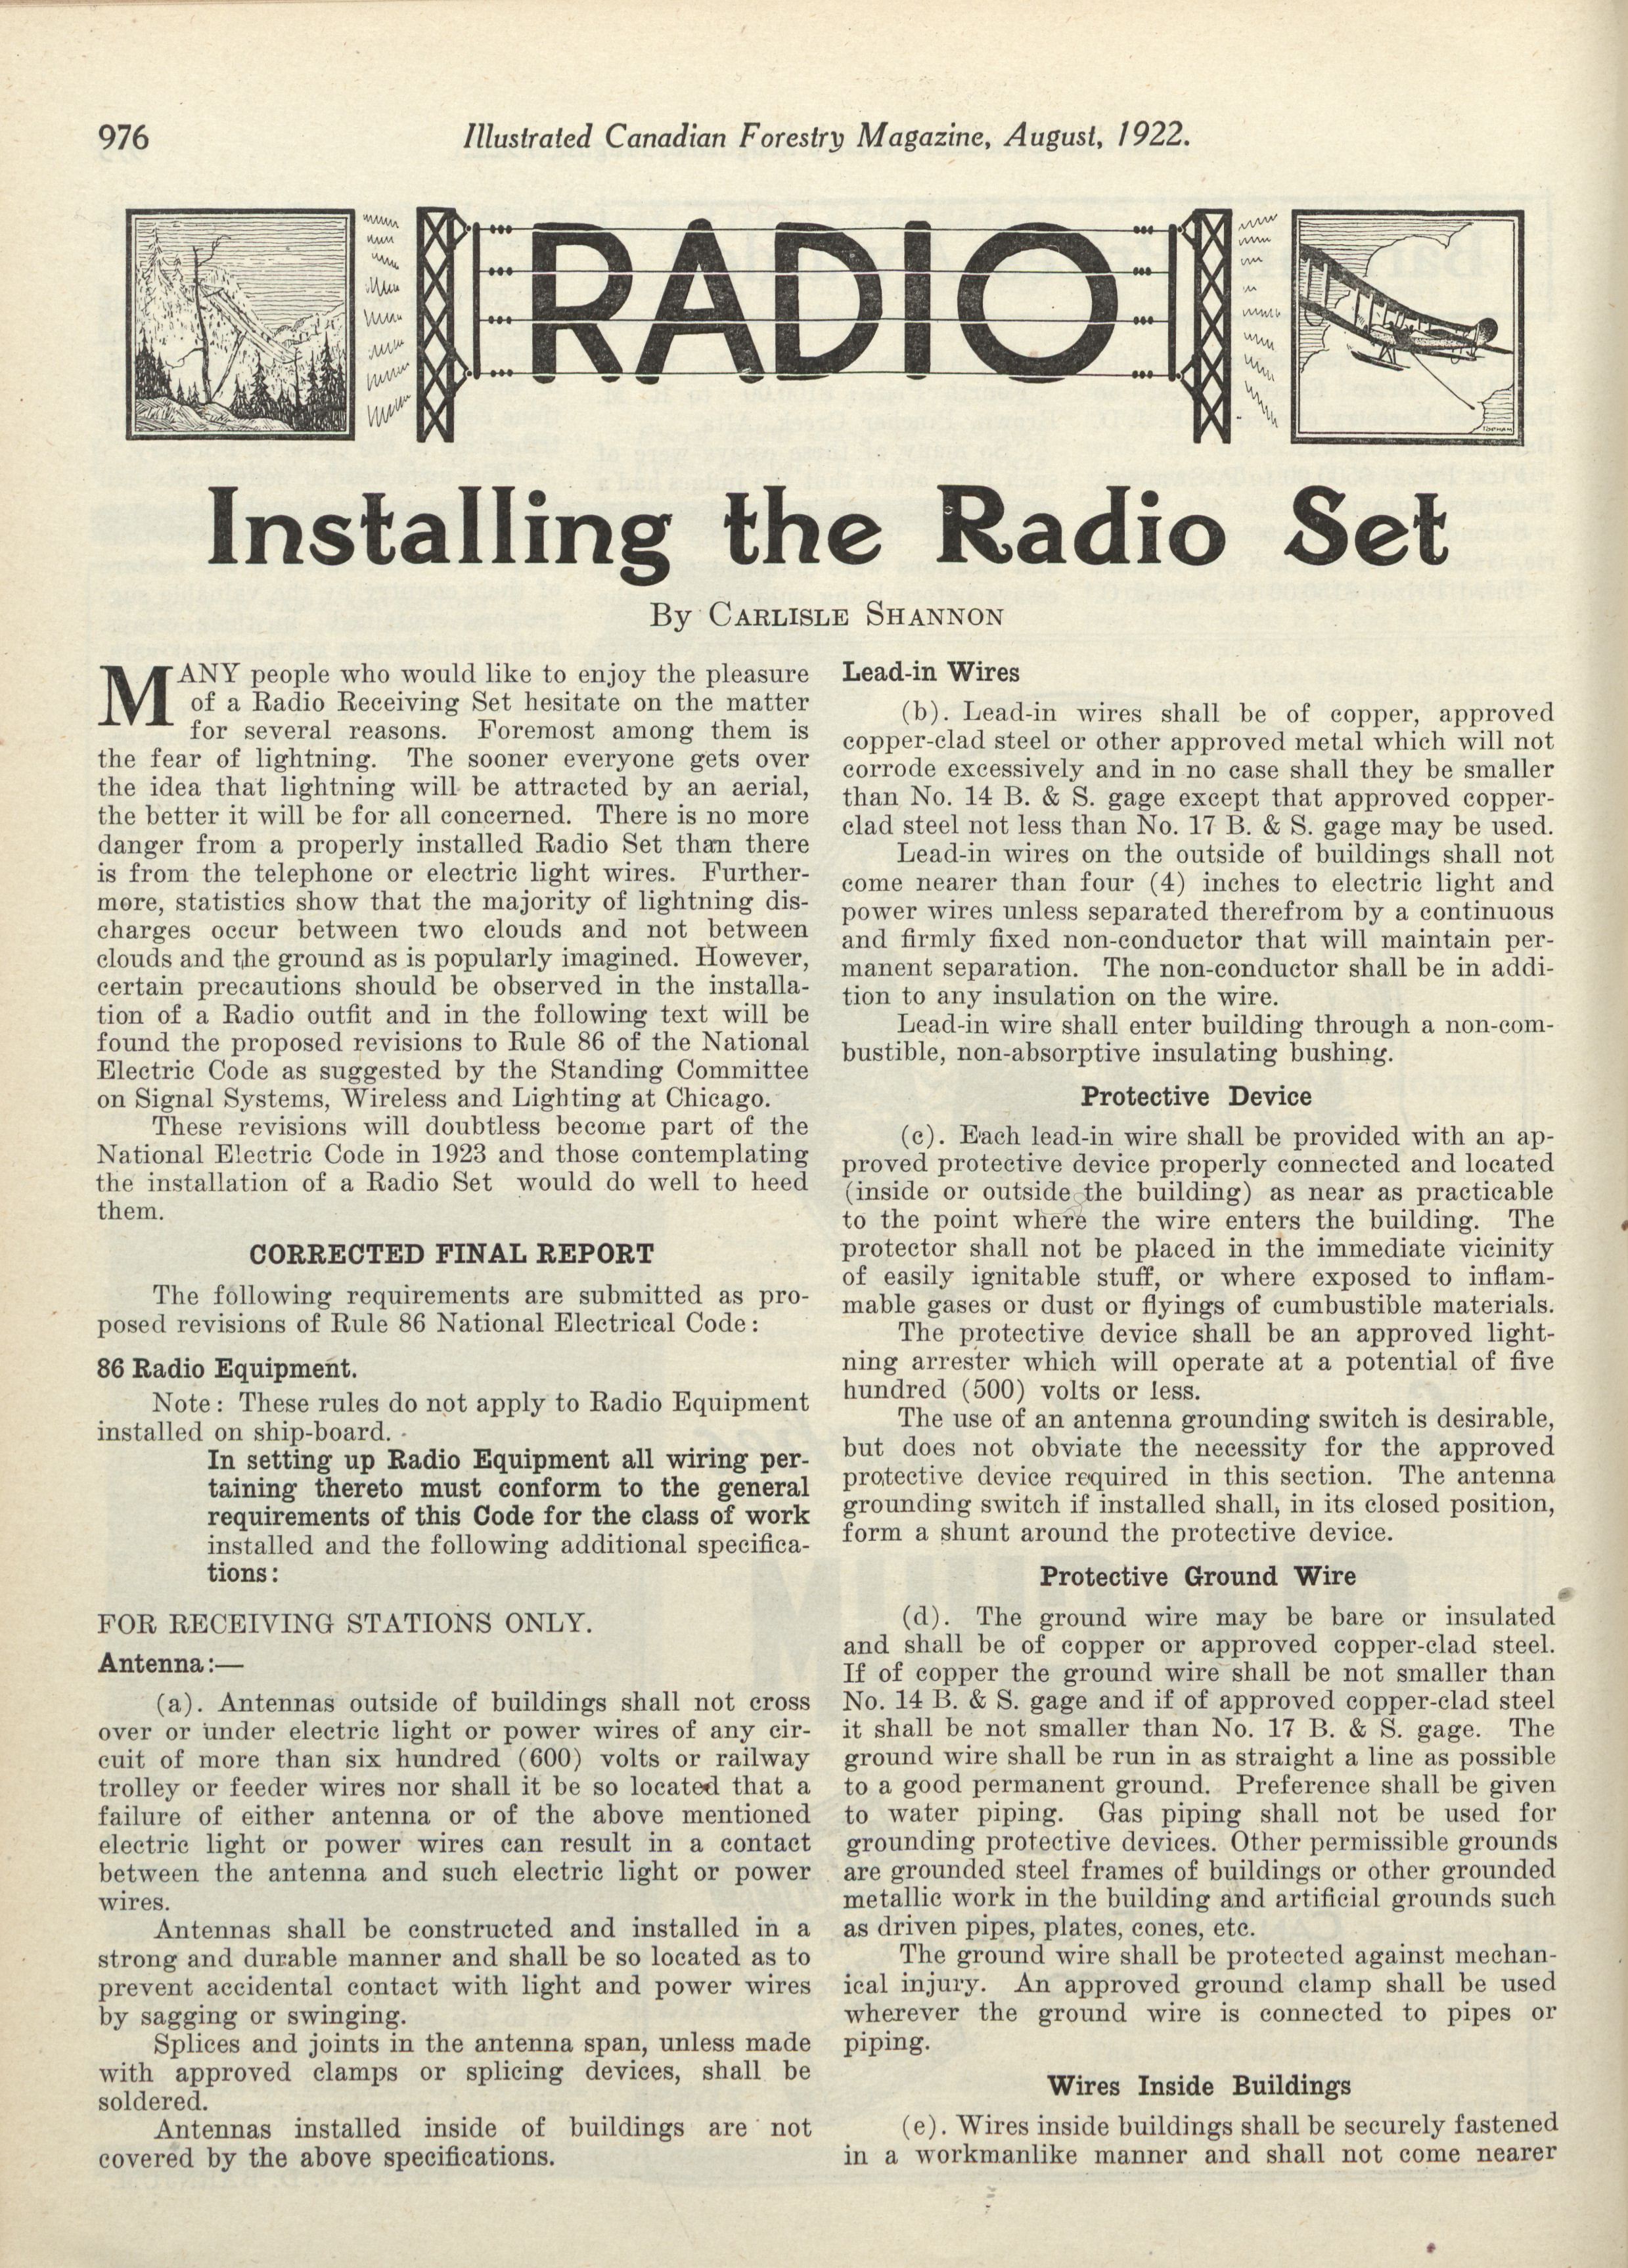 976
Illustrated Canadian Forestry Magazine, August, 1922.
RADIO
Installing the Radio Set
By CARLISLE SHANNON
MANY people who would like to enjoy the pleasure
of a Radio Receiving Set hesitate on the matter
for several reasons. Foremost among them is
the fear of lightning. The sooner everyone gets over
the idea that lightning will be attracted by an aerial,
the better it will be for all concerned. There is no more
danger from a properly installed Radio Set than there
is from the telephone or electric light wires. Further-
more, statistics show that the majority of lightning dis-
charges occur between two clouds and not between
clouds and the ground as is popularly imagined. However,
certain precautions should be observed in the installa-
tion of a Radio outfit and in the following text will be
found the proposed revisions to Rule 86 of the National
Electric Code as suggested by the Standing Committee
on Signal Systems, Wireless and Lighting at Chicago.
These revisions will doubtless become part of the
National Electric Code in 1923 and those contemplating
the installation of a Radio Set would do well to heed
them.
CORRECTED FINAL REPORT
The following requirements are submitted as pro-
posed revisions of Rule 86 National Electrical Code:
86 Radio Equipment.
Note: These rules do not apply to Radio Equipment
installed on ship-board.
In setting up Radio Equipment all wiring per-
taining thereto must conform to the general
requirements of this Code for the class of work
installed and the following additional specifica-
tions:
FOR RECEIVING STATIONS ONLY.
Antenna:—
(a). Antennas outside of buildings shall not cross
over or under electric light or power wires of any cir-
cuit of more than six hundred (600) volts or railway
trolley or feeder wires nor shall it be so located that a
failure of either antenna or of the above mentioned
electric light or power wires can result in a contact
between the antenna and such electric light or power
wires.
Antennas shall be constructed and installed in a
strong and durable manner and shall be so located as to
prevent accidental contact with light and power wires
by sagging or swinging.
Splices and joints in the antenna span, unless made
with approved clamps or splicing devices, shall be
soldered.
Antennas installed inside of buildings are not
covered by the above specifications.
Lead-in Wires
(b). Lead-in wires shall be of copper, approved
copper-clad steel or other approved metal which will not
corrode excessively and in no case shall they be smaller
than No. 14 B. & S. gage except that approved copper-
clad steel not less than No. 17 B. & S. gage may be used.
Lead-in wires on the outside of buildings shall not
come nearer than four (4) inches to electric light and
power wires unless separated therefrom by a continuous
and firmly fixed non-conductor that will maintain per-
manent separation. The non-conductor shall be in addi-
tion to any insulation on the wire.
Lead-in wire shall enter building through a non-com-
bustible, non-absorptive insulating bushing.
Protective Device
(c). Each lead-in wire shall be provided with an ap-
proved protective device properly connected and located
(inside or outside the building) as near as practicable
to the point where the wire enters the building. The
protector shall not be placed in the immediate vicinity
of easily ignitable stuff, or where exposed to inflam-
mable gases or dust or flyings of cumbustible materials.
The protective device shall be an approved light-
ning arrester which will operate at a potential of five
hundred (500) volts or less.
The use of an antenna grounding switch is desirable,
but does not obviate the necessity for the approved
protective device required in this section. The antenna
grounding switch if installed shall, in its closed position,
form a shunt around the protective device.
Protective Ground Wire
(d). The ground wire may be bare or insulated
and shall be of copper or approved copper-clad steel.
If of copper the ground wire shall be not smaller than
No. 14 B. & S. gage and if of approved copper-clad steel
it shall be not smaller than No. 17 B. & S. gage. The
ground wire shall be run in as straight a line as possible
to a good permanent ground. Preference shall be given
to water piping. Gas piping shall not be used for
grounding protective devices. Other permissible grounds
are grounded steel frames of buildings or other grounded
metallic work in the building and artificial grounds such
as driven pipes, plates, cones, etc.
The ground wire shall be protected against mechan-
ical injury. An approved ground clamp shall be used
wherever the ground wire is connected to pipes or
piping.
Wires Inside Buildings
(e). Wires inside buildings shall be securely fastened
in a workmanlike manner and shall not come nearer